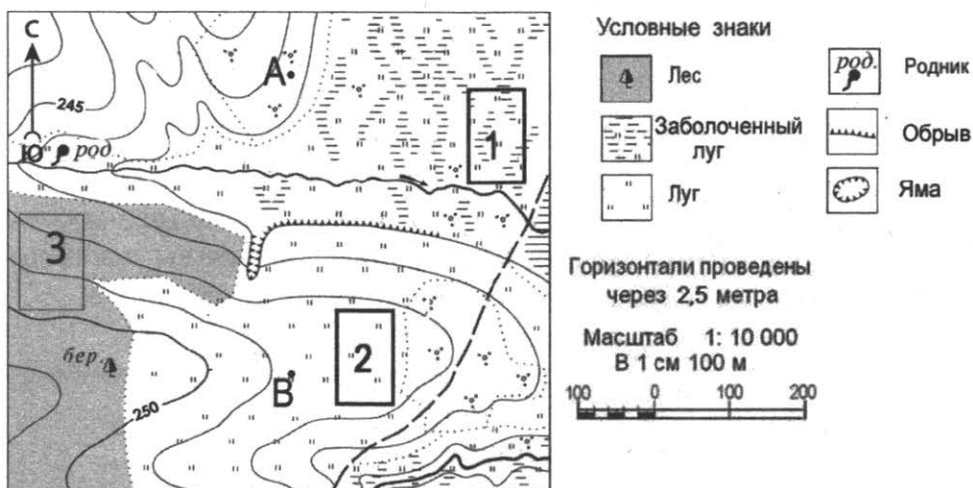 С
А
245
1
Ю
род
3
2
бер.
В
250
Условные знаки
Лес
Заболоченный
луг
Луг
род.
Родник
Обрыв
Яма
Горизонтали проведены
через 2,5 метра
Масштаб 1: 10 000
В 1 см 100 м
100 0 100 200